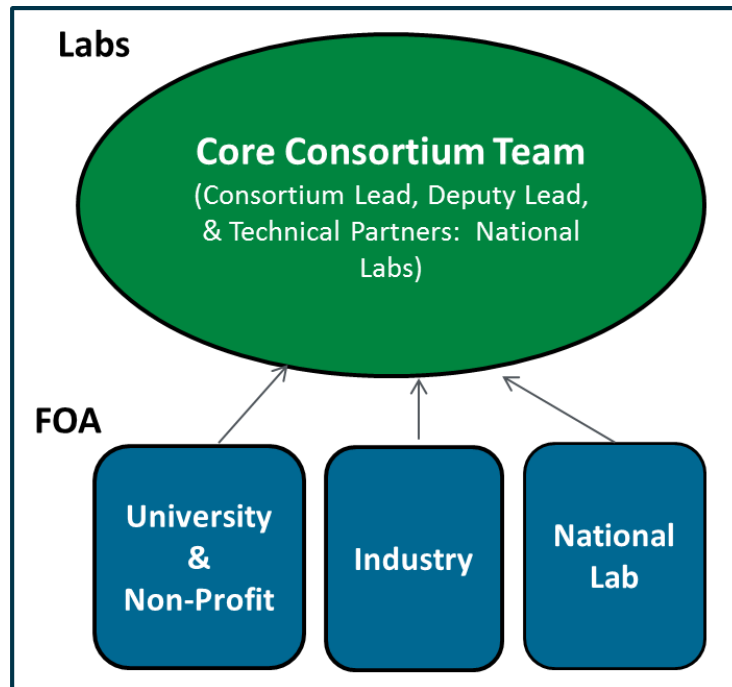 Labs
Core Consortium Team
(Consortium Lead, Deputy Lead,
& Technical Partners: National
Labs)
FOA
University
&
Non-Profit
Industry
National
Lab